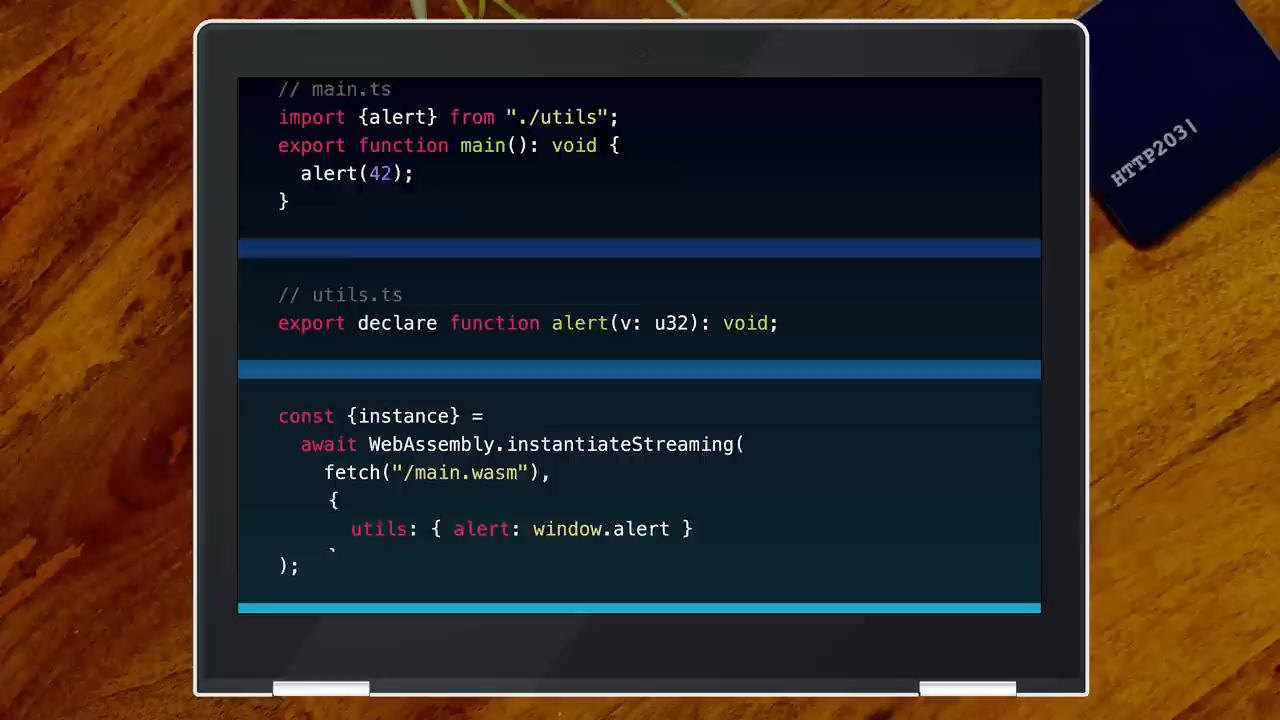 // main.ts
import {alert} from "./utils";
export function main(): void {
  alert(42);
}
// utils.ts
export declare function alert(v: u32): void;
const {instance} =
  await WebAssembly.instantiateStreaming(
    fetch("/main.wasm"),
    {
      utils: { alert: window.alert }
);
HTTP203|